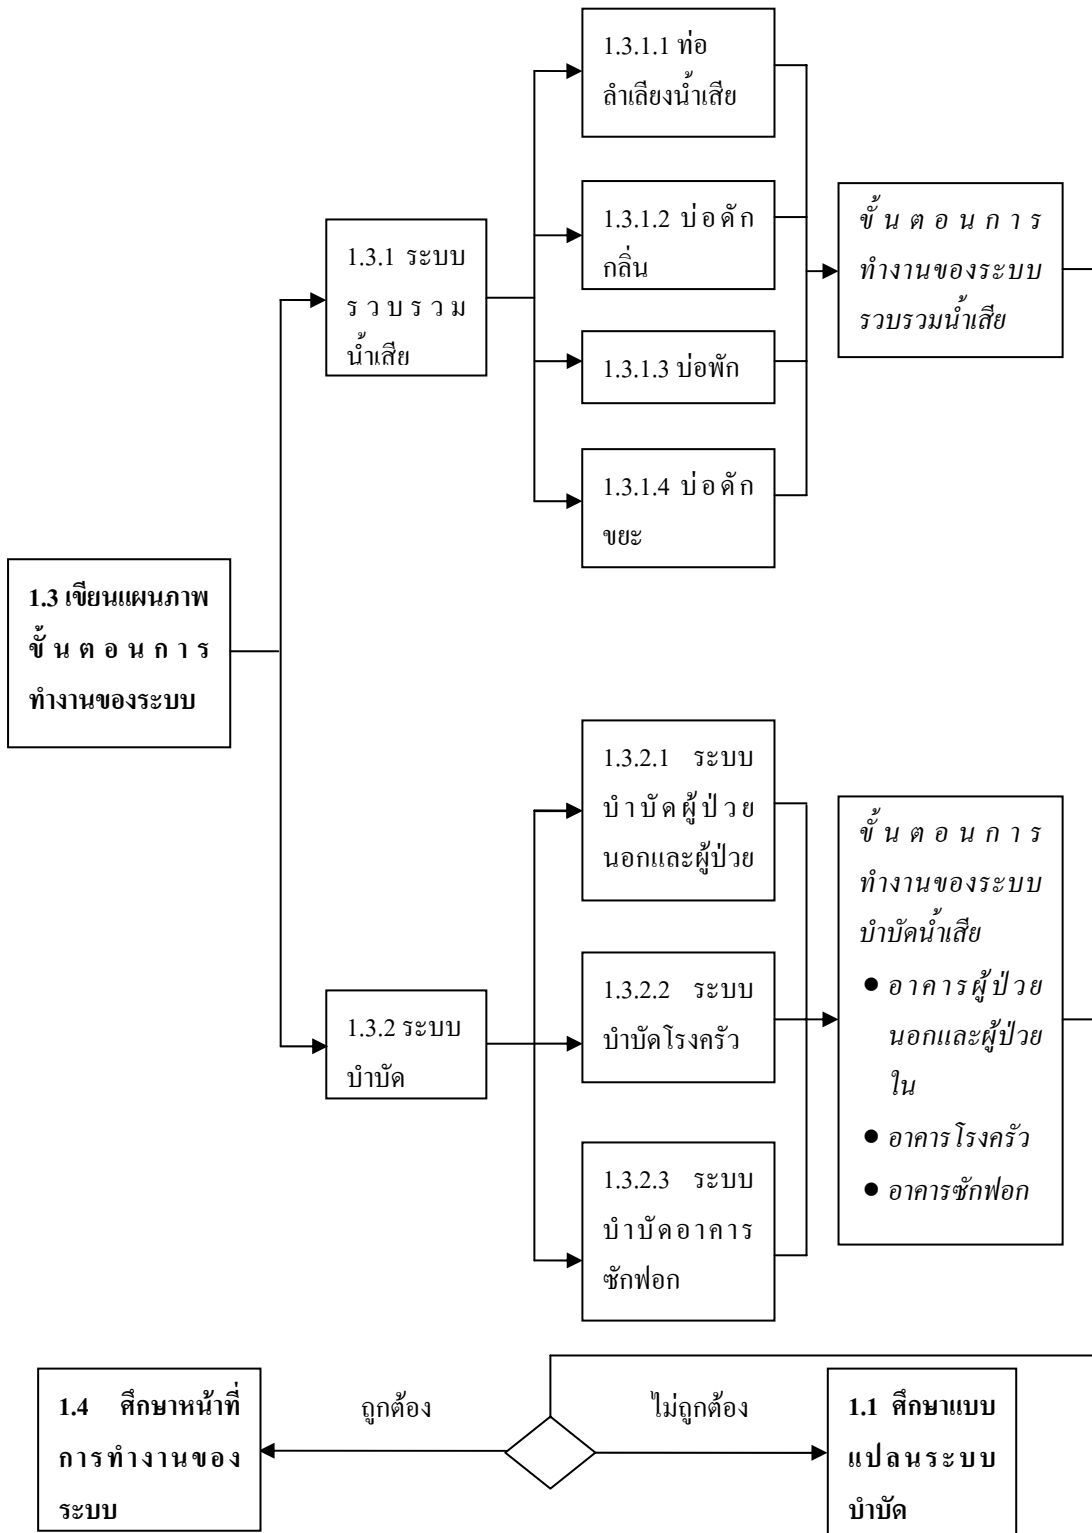 1.3.1.1 ท่อ
ลำเลียงน้ำเสีย
1.3.1.2 บ่อดัก
กลิ่น
1.3.1 ระบบ
รวบรวม
น้ำเสีย
ขั้นตอนการ
ทำงานของระบบ
รวบรวมน้ำเสีย
1.3.1.3 บ่อพัก
1.3.1.4 บ่อดัก
ขยะ
1.3 เขียนแผนภาพ
ขั้นตอนการ
ทำงานของระบบ
1.3.2.1 ระบบ
บำบัดผู้ป่วย
นอกและผู้ป่วย
1.3.2 ระบบ
บำบัด
1.3.2.2 ระบบ
บำบัดโรงครัว
1.3.2.3 ระบบ
บำบัดอาคาร
ซักฟอก
ขั้นตอนการ
ทำงานของระบบ
บำบัดน้ำเสีย
● อาคารผู้ป่วย
นอกและผู้ป่วย
ใน
● อาคารโรงครัว
● อาคารซักฟอก
1.4 ศึกษาหน้าที่
การทำงานของ
ระบบ
ถูกต้อง
ไม่ถูกต้อง
1.1 ศึกษาแบบ
แปลนระบบ
บำบัด